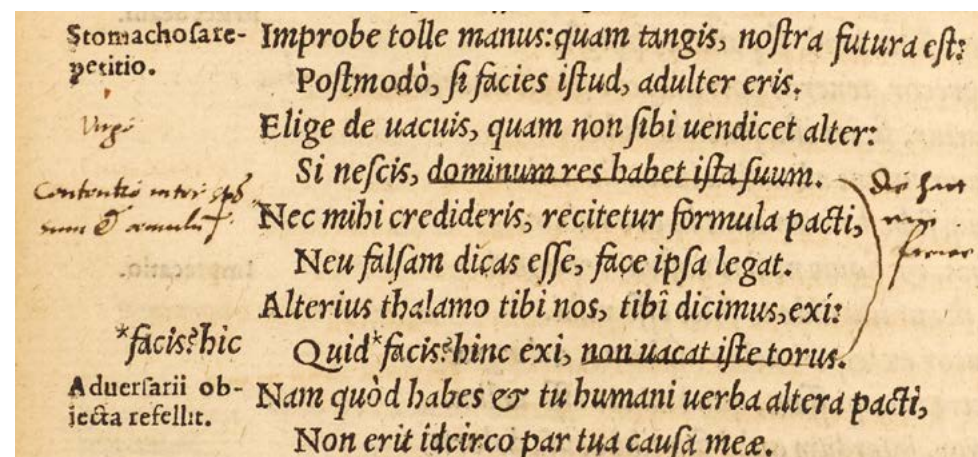 Stomachosa re-
petitio.
Improbe tolle manus: quam tangis, noſtra futura eſt:
Poſtmodò, ſi facies iſtud, adulter eris.
Virgo
Elige de uacuis, quam non ſibi uendicet alter:
Si neſcis, dominum res habet iſta ſuum.
Contentio inter
Nec mihi credideris, recitetur formula pacti,
Neu falſam dicas eſſe, face ipſa legat.
Alterius thalamo tibi nos, tibi dicimus, exi:
*facis? hic
Quid *facis? hinc exi, non uacat iſte torus.
Aduerſarii ob-
jecta refellit.
Nam quòd habes & tu humani uerba altera pacti,
Non erit idcirco par tua cauſa meæ.